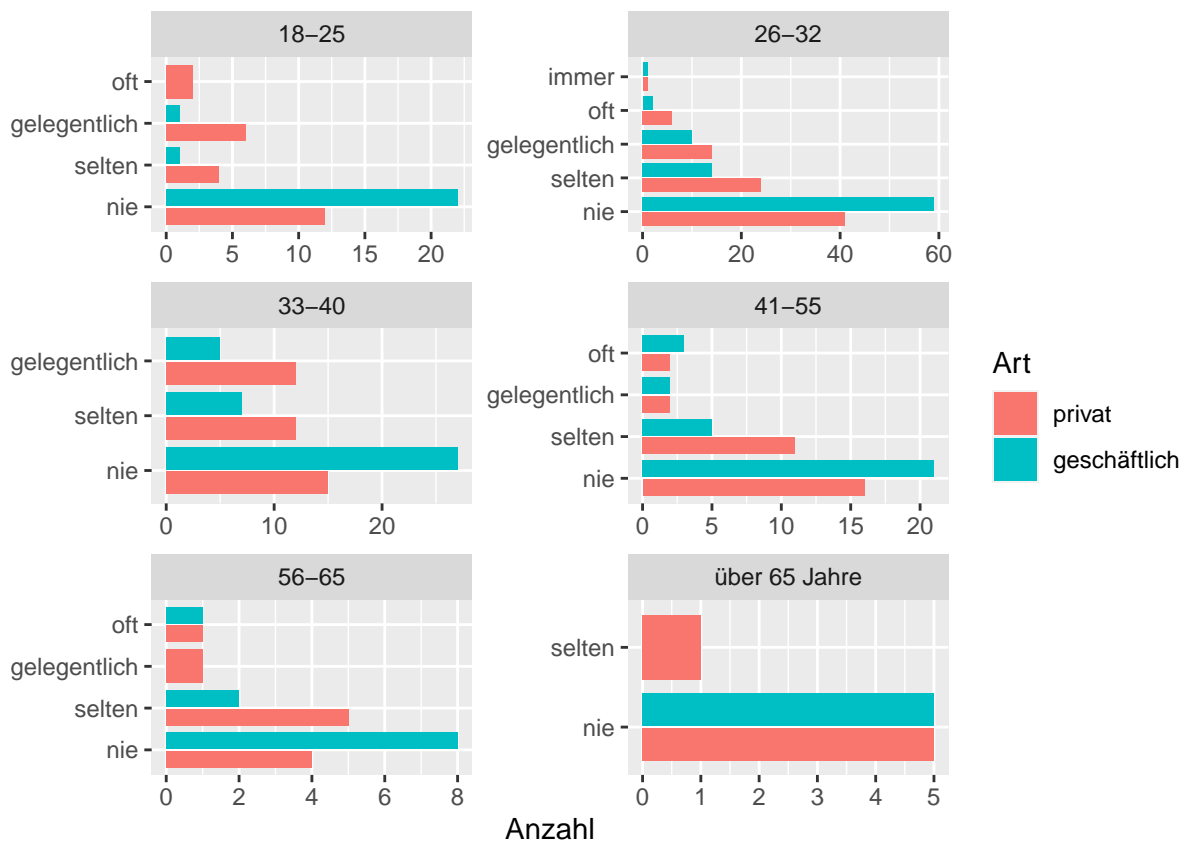 18−25
oft
gelegentlich
selten
nie
0 5 10 15 20
26−32
immer
oft
gelegentlich
selten
nie
0 20 40 60
33−40
gelegentlich
selten
nie
0 10 20
41−55
oft
gelegentlich
selten
nie
0 5 10 15 20
56−65
oft
gelegentlich
selten
nie
0 2 4 6 8
über 65 Jahre
selten
nie
0 1 2 3 4 5
Anzahl
Art
privat
geschäftlich